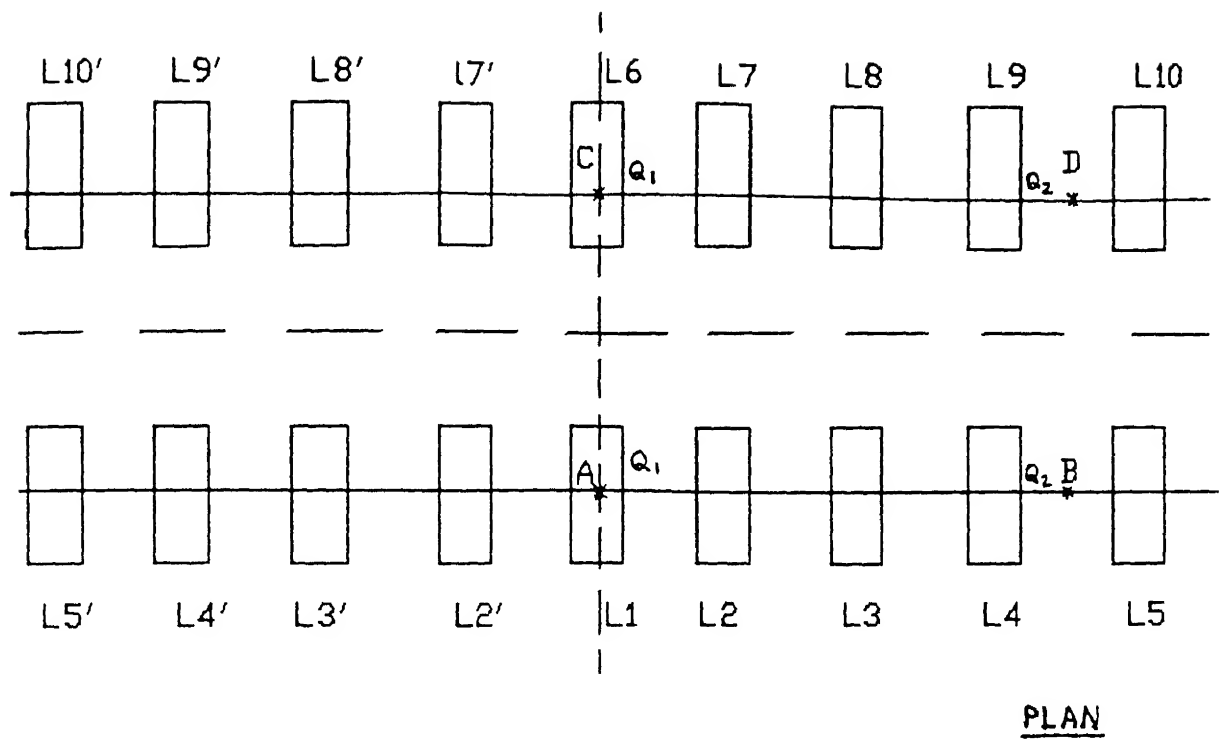 L10' L9' L8' l7' L6 L7 L8 L9 L10
C Q₁ Q₂ D
A Q₁ Q₂ B
L5' L4' L3' L2' L1 L2 L3 L4 L5
PLAN